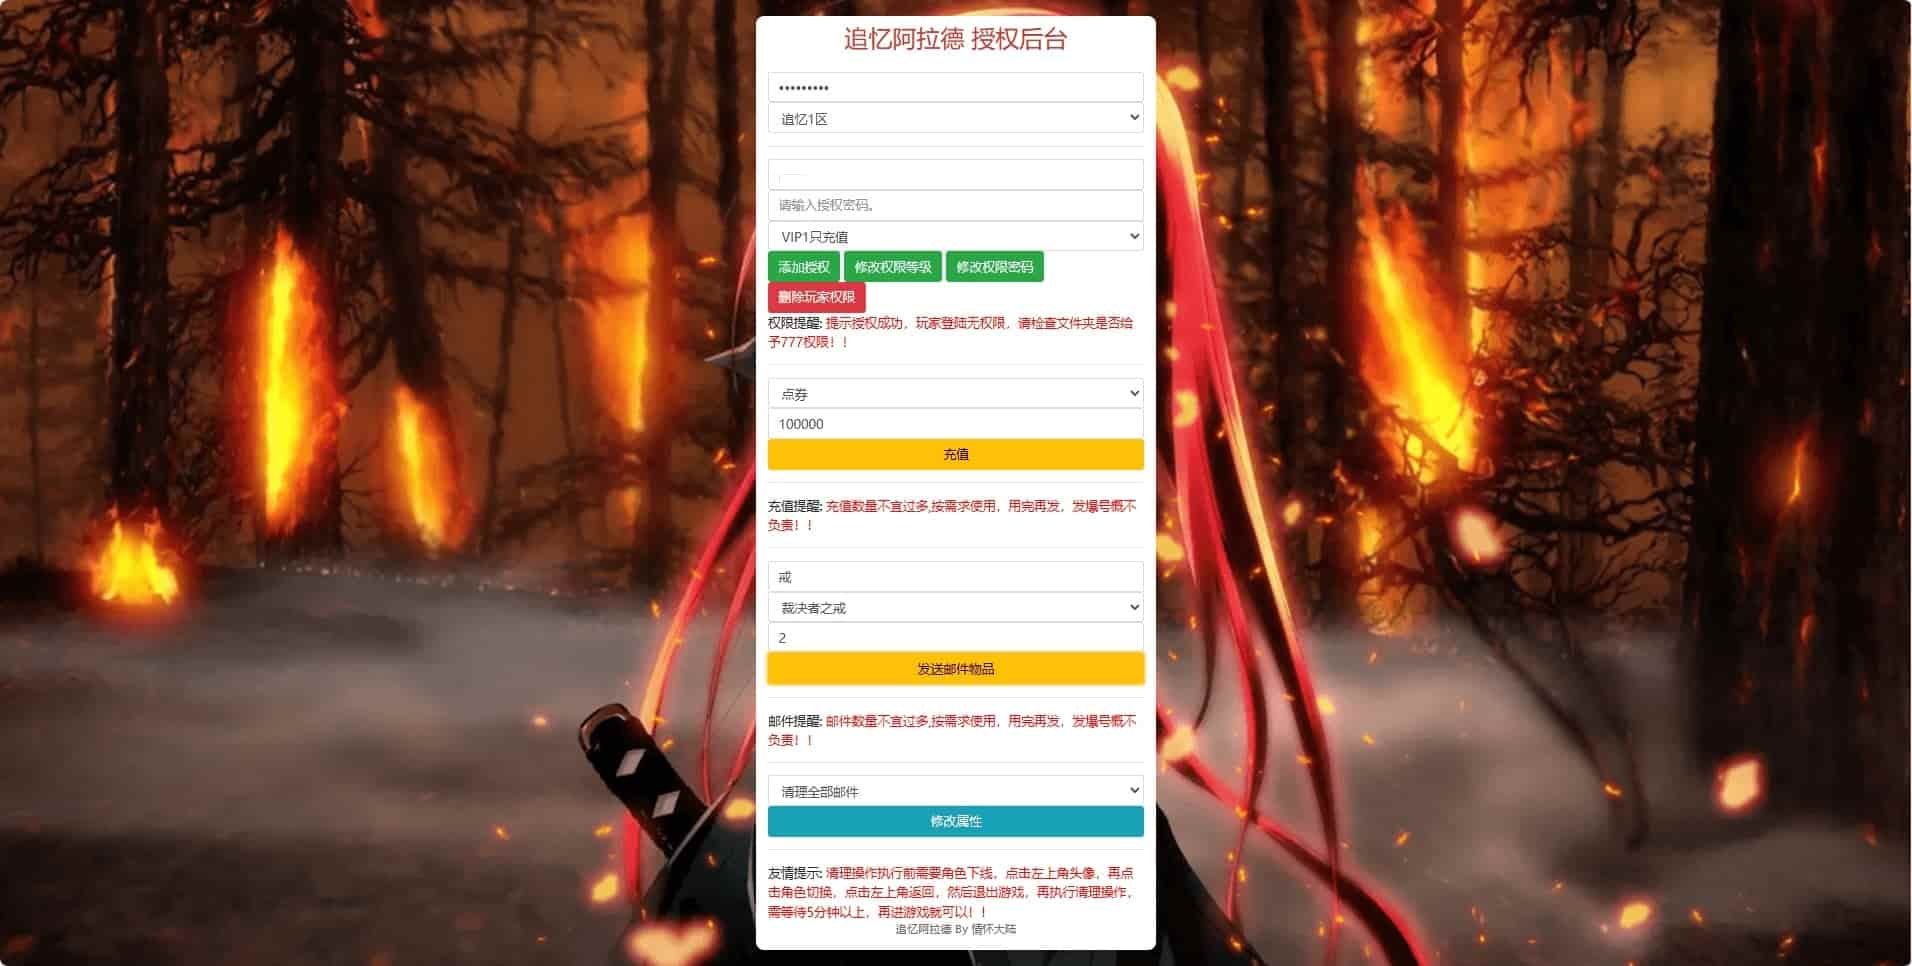 追忆阿拉德 授权后台
•••••••••
追忆1区
请输入授权密码。
VIP1只充值
添加授权 修改权限等级 修改权限密码
删除玩家权限
权限提醒: 提示授权成功，玩家登陆无权限，请检查文件夹是否给
予777权限！！
点券
100000
充值
充值提醒: 充值数量不宜过多,按需求使用，用完再发，发爆号概不
负责！！
戒
裁决者之戒
2
发送邮件物品
邮件提醒: 邮件数量不宜过多,按需求使用，用完再发，发爆号概不
负责！！
清理全部邮件
修改属性
友情提示: 清理操作执行前需要角色下线，点击左上角头像，再点
击角色切换，点击左上角返回，然后退出游戏，再执行清理操作，
需等待5分钟以上，再进游戏就可以！！
追忆阿拉德 By 情怀大陆